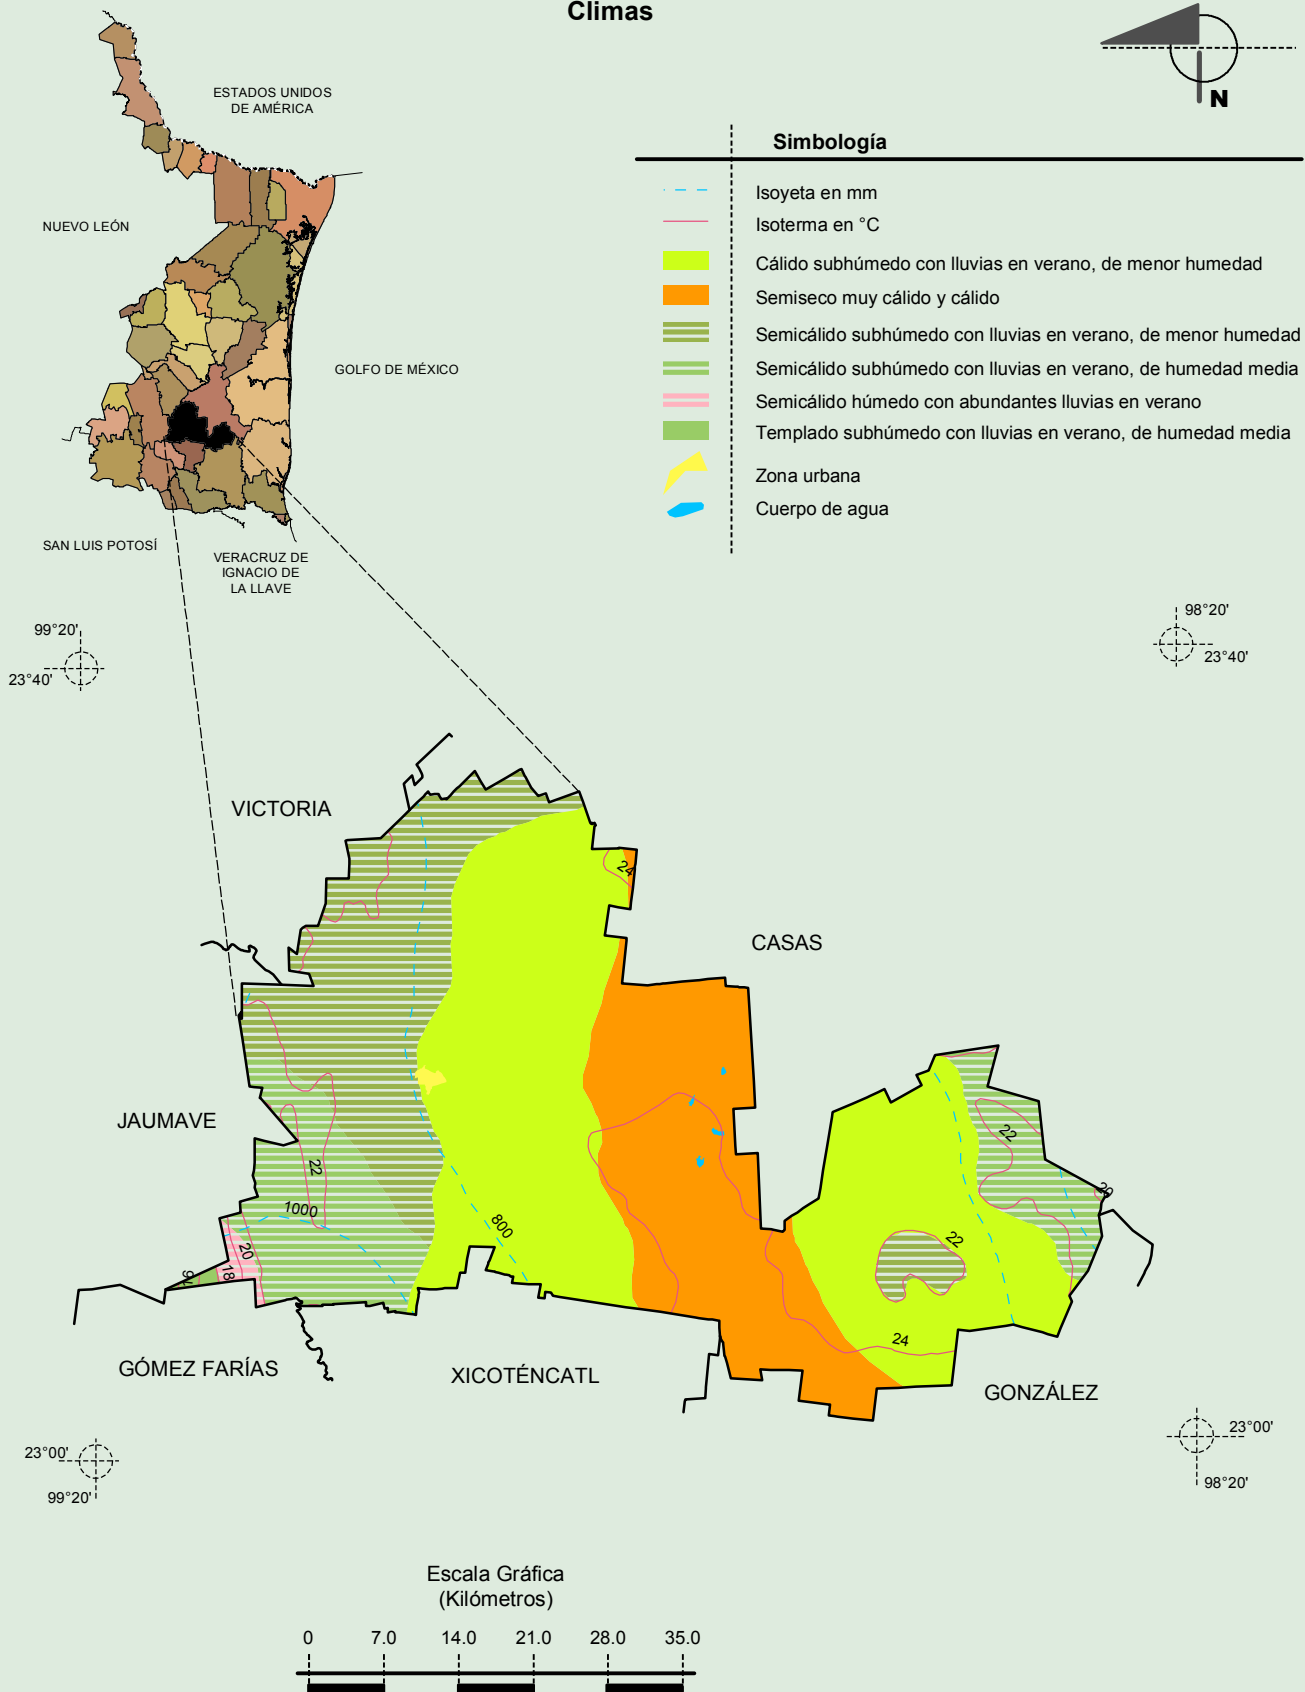 Climas
N
ESTADOS UNIDOS
DE AMÉRICA
NUEVO LEÓN
GOLFO DE MÉXICO
SAN LUIS POTOSÍ
VERACRUZ DE
IGNACIO DE
LA LLAVE
Simbología
Isoyeta en mm
Isoterma en °C
Cálido subhúmedo con lluvias en verano, de menor humedad
Semiseco muy cálido y cálido
Semicálido subhúmedo con lluvias en verano, de menor humedad
Semicálido subhúmedo con lluvias en verano, de humedad media
Semicálido húmedo con abundantes lluvias en verano
Templado subhúmedo con lluvias en verano, de humedad media
Zona urbana
Cuerpo de agua
99°20'
23°40'
98°20'
23°40'
VICTORIA
24
CASAS
JAUMAVE
22
22
1000
20
800
20
22
18
16
24
GÓMEZ FARÍAS
XICOTÉNCATL
GONZÁLEZ
23°00'
99°20'
23°00'
98°20'
Escala Gráfica
(Kilómetros)
0 7.0 14.0 21.0 28.0 35.0